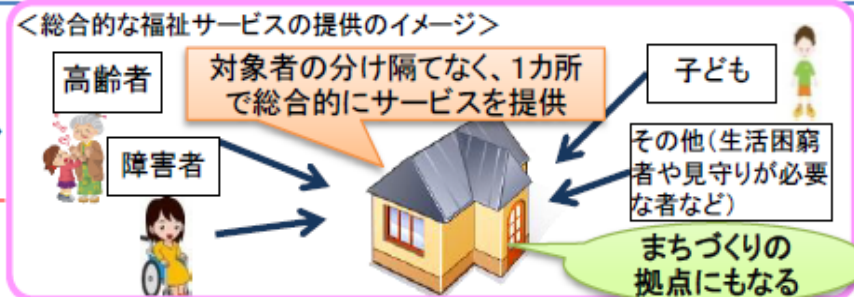 ＜総合的な福祉サービスの提供のイメージ＞
高齢者
対象者の分け隔てなく、1カ所
で総合的にサービスを提供
子ども
障害者
その他(生活困窮
者や見守りが必要
な者など)
まちづくりの
拠点にもなる